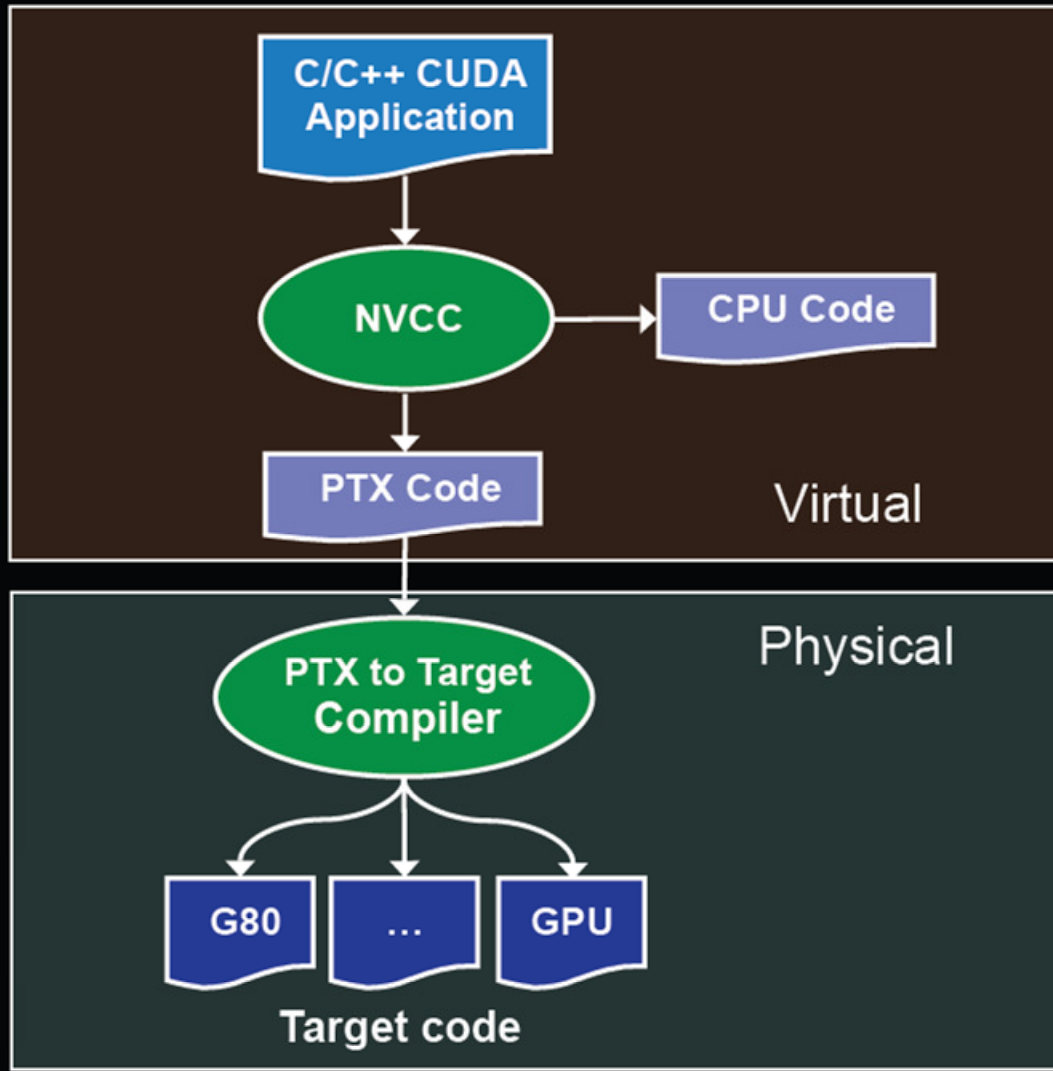 C/C++ CUDA
Application
NVCC
CPU Code
PTX Code
Virtual
Physical
PTX to Target
Compiler
G80
...
GPU
Target code